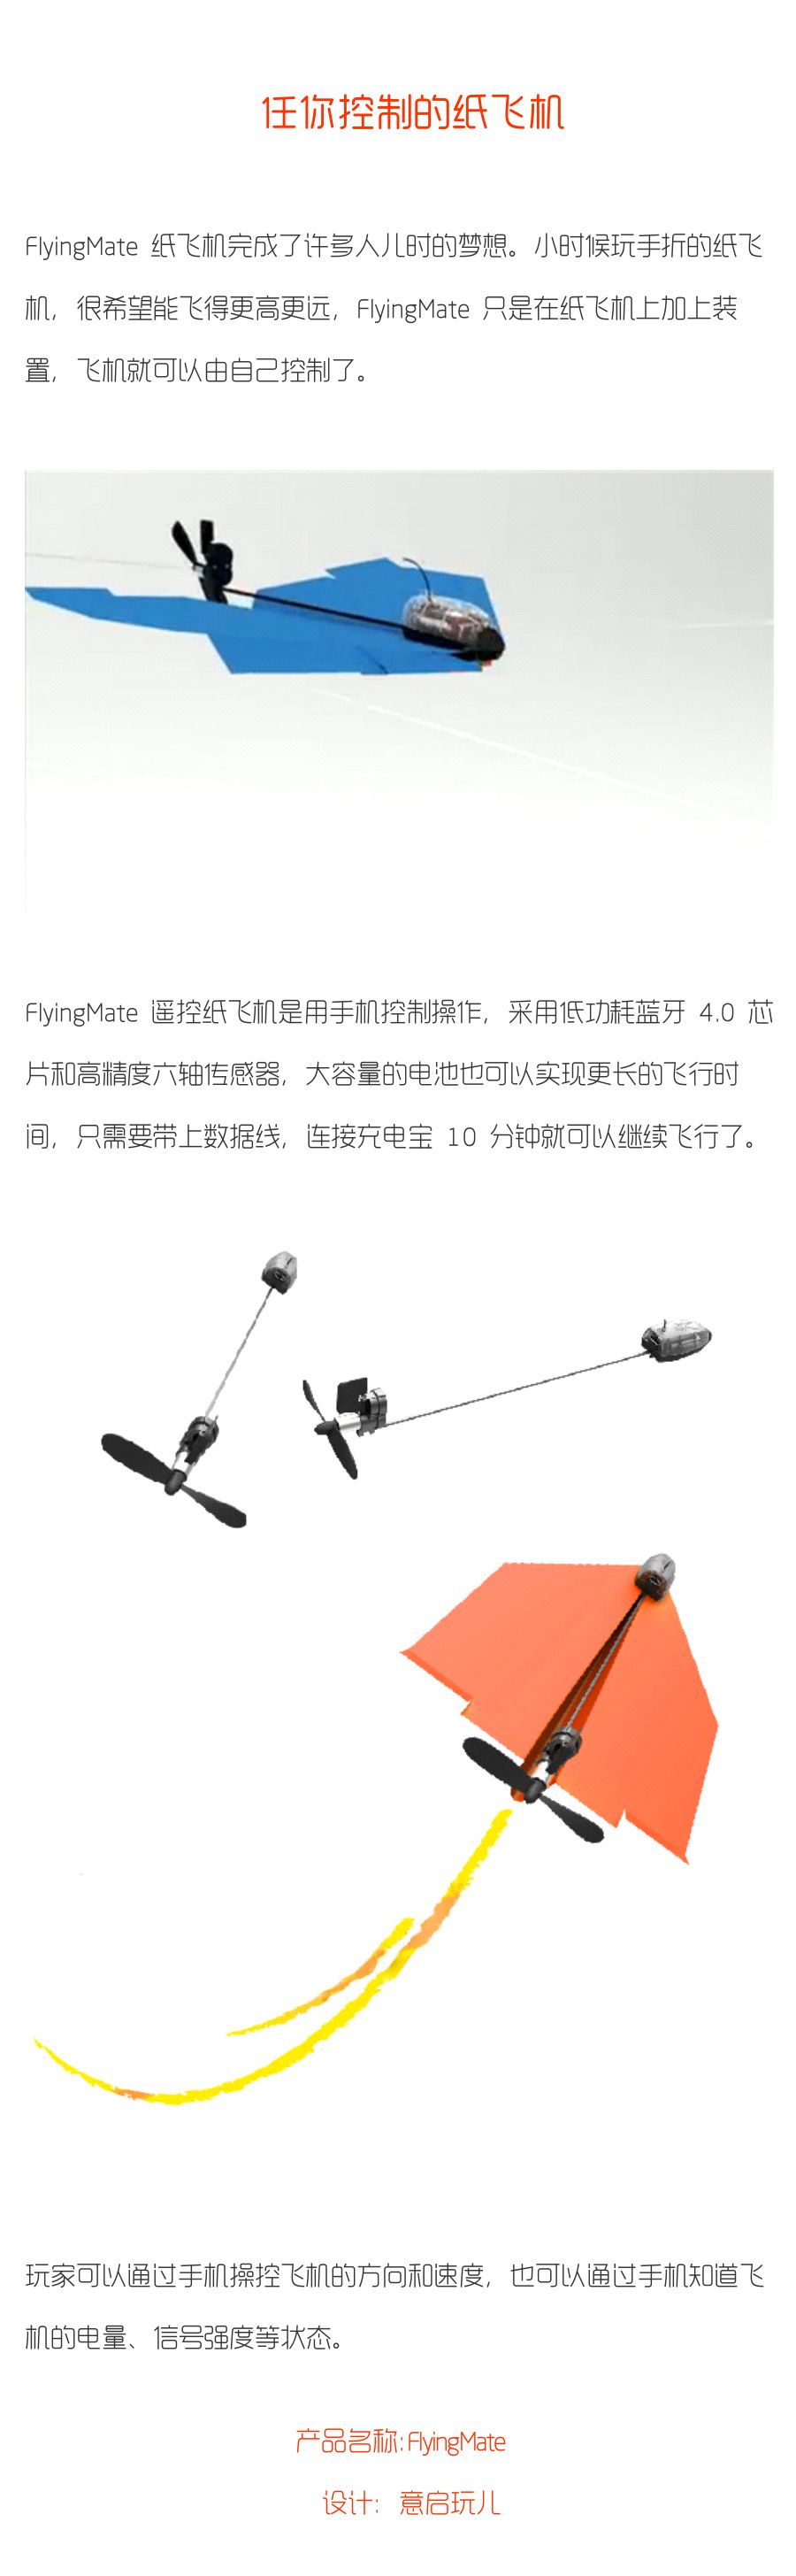 任你控制的纸飞机
FlyingMate 纸飞机完成了许多人儿时的梦想。小时候玩手折的纸飞
机，很希望能飞得更高更远，FlyingMate 只是在纸飞机上加上装
置，飞机就可以由自己控制了。
FlyingMate 遥控纸飞机是用手机控制操作，采用低功耗蓝牙 4.0 芯
片和高精度六轴传感器，大容量的电池也可以实现更长的飞行时
间，只需要带上数据线，连接充电宝 10 分钟就可以继续飞行了。
玩家可以通过手机操控飞机的方向和速度，也可以通过手机知道飞
机的电量、信号强度等状态。
产品名称: FlyingMate
设计：意启玩儿